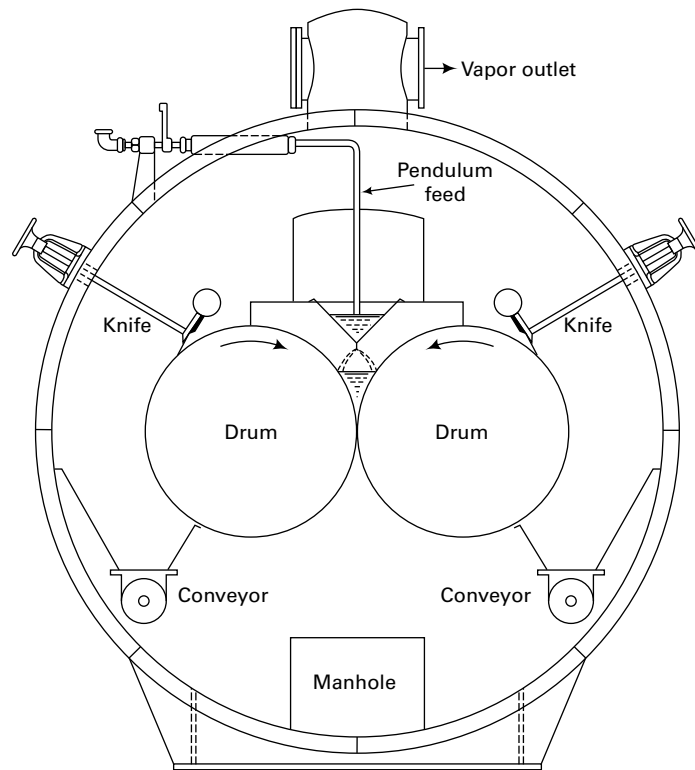 Vapor outlet
Pendulum
feed
Knife
Knife
Drum
Drum
Conveyor
Conveyor
Manhole